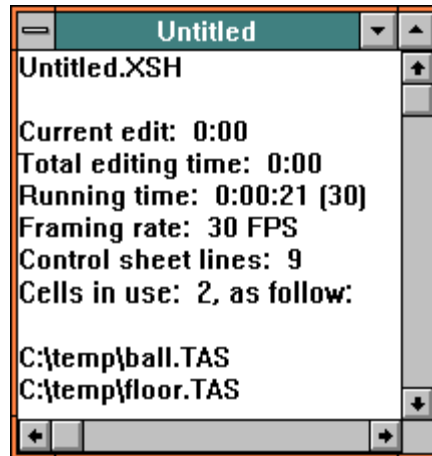 Untitled
Untitled.XSH
Current edit:  0:00
Total editing time:  0:00
Running time:  0:00:21 (30)
Framing rate:  30 FPS
Control sheet lines:  9
Cells in use:  2, as follow:
C:\temp\ball.TAS
C:\temp\floor.TAS